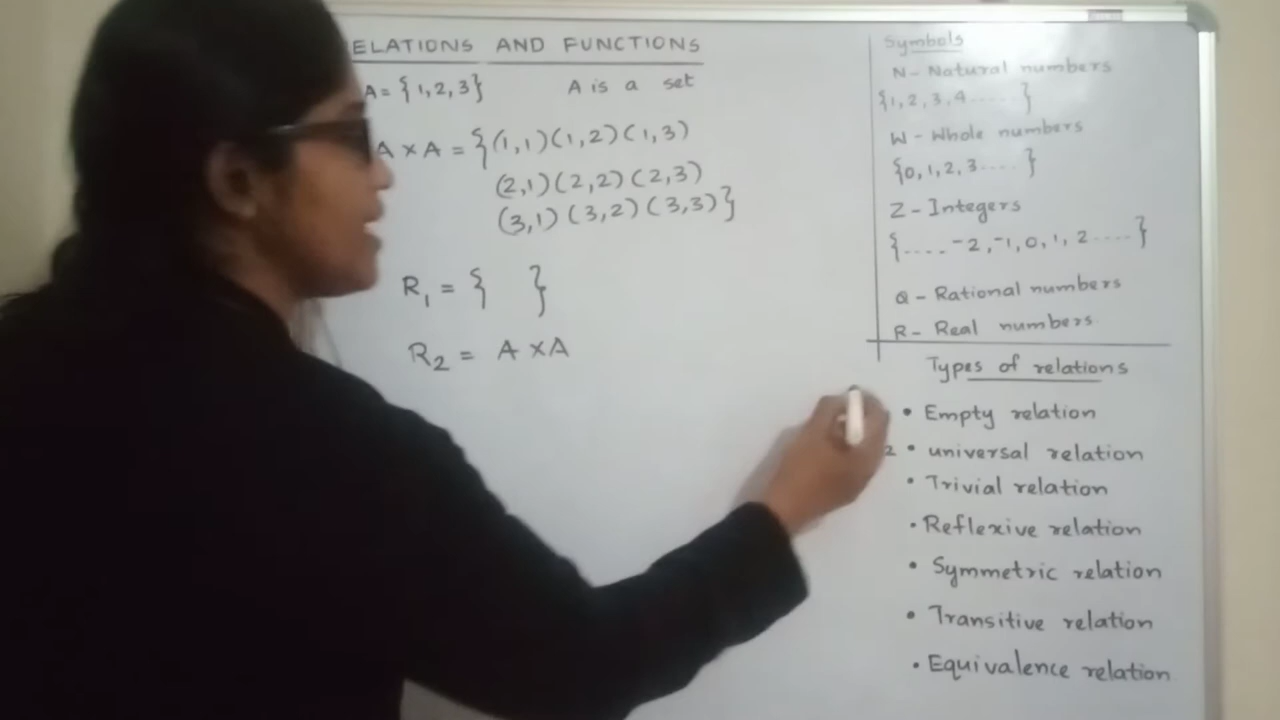 ELATIONS AND FUNCTIONS
A = {1,2,3} A is a set
A × A = {(1,1)(1,2)(1,3)
(2,1)(2,2)(2,3)
(3,1)(3,2)(3,3)}
R₁ = { }
R₂ = A × A
Symbols
N - Natural numbers
{1,2,3,4......}
W - Whole numbers
{0,1,2,3....}
Z - Integers
{....-2,-1,0,1,2.....}
Q - Rational numbers
R - Real numbers
Types of relations
• Empty relation
2 • universal relation
• Trivial relation
• Reflexive relation
• Symmetric relation
• Transitive relation
• Equivalence relation